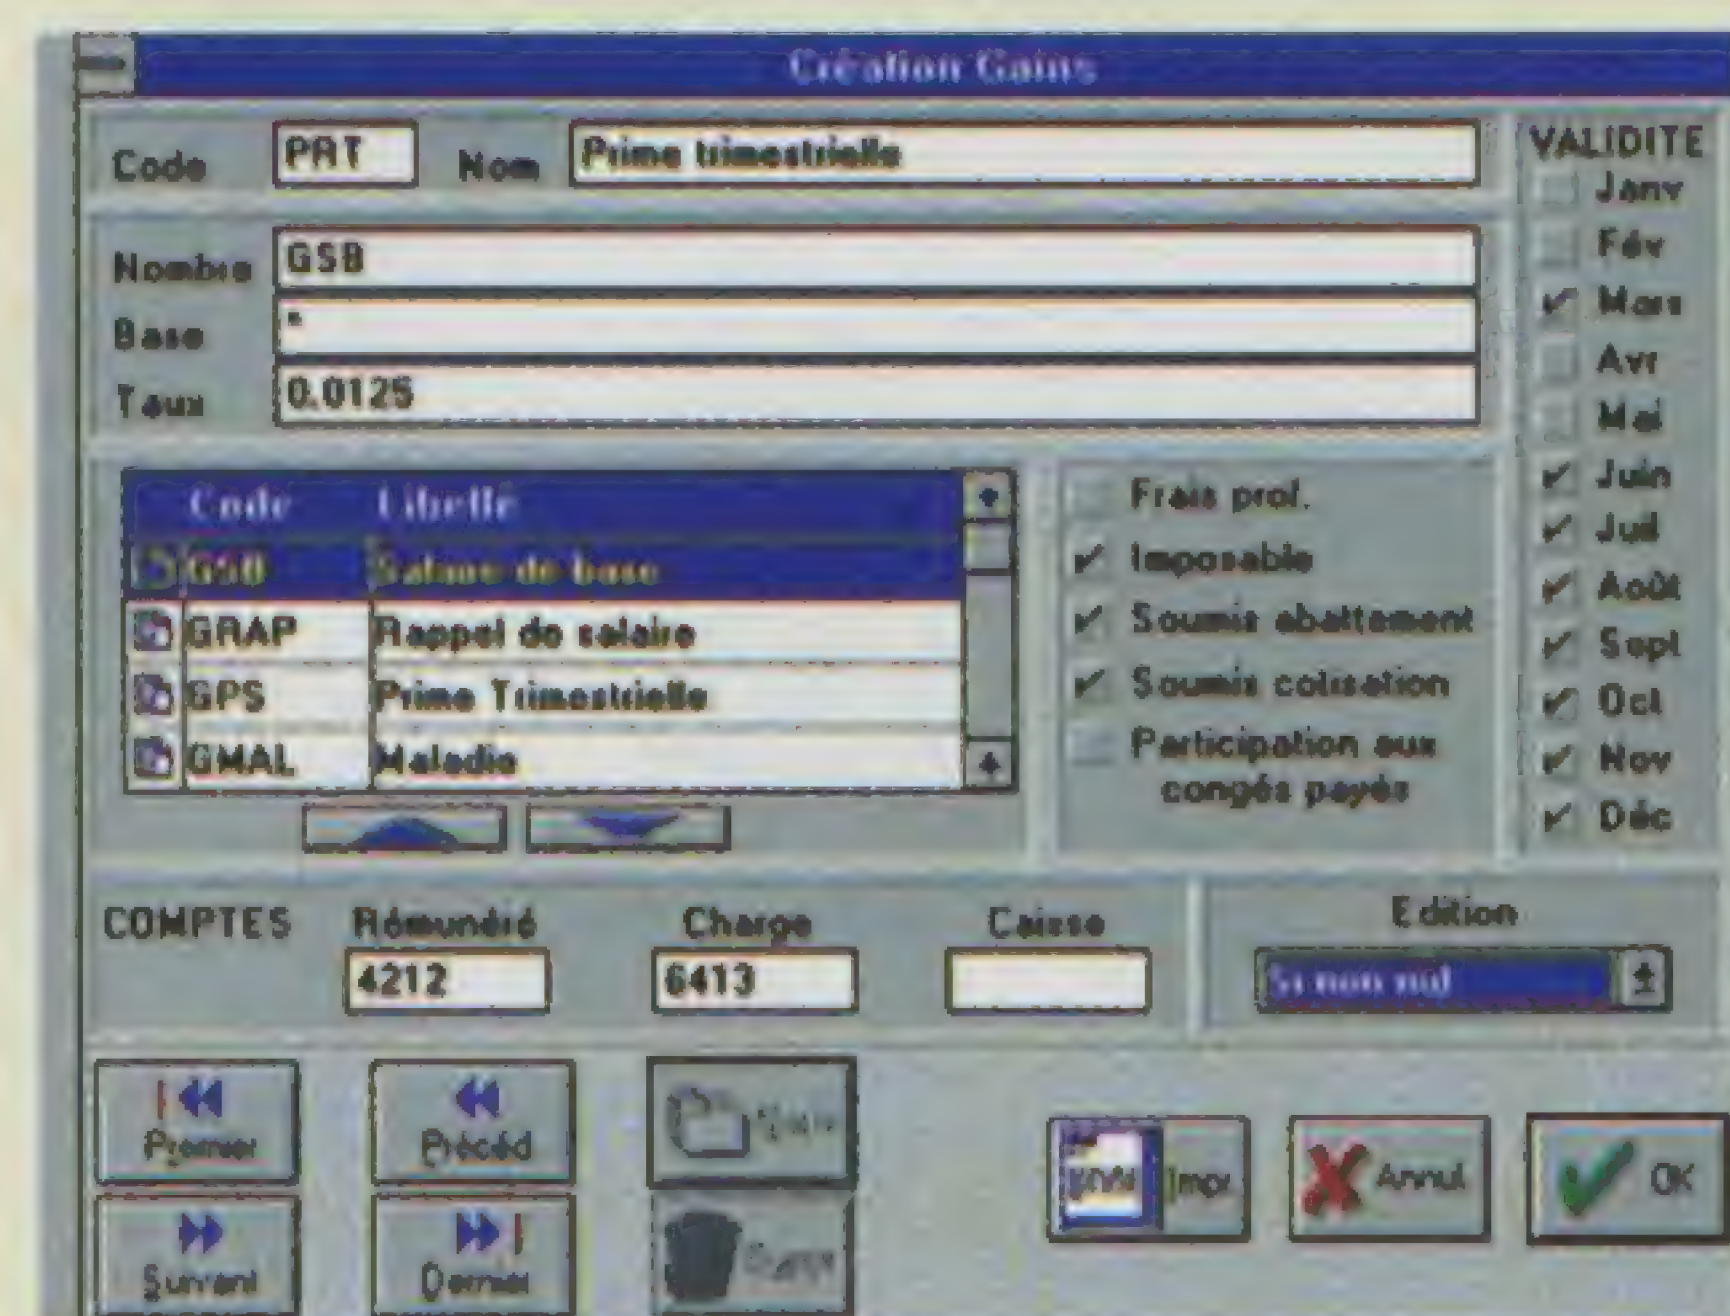 Création Gains
Code PRT Nom Prime trimestrielle
Nombre GSB
Base *
Taux 0.0125
Code Libellé
GSB Salaire de base
GRAP Rappel de salaire
GPS Prime Trimestrielle
GMAL Maladie
Frais prof.
Imposable
Soumis abattement
Soumis cotisation
Participation aux
congés payés
VALIDITE
Janv
Fév
Mars
Avr
Mai
Juin
Juil
Août
Sept
Oct
Nov
Déc
COMPTES Rémunéré Charge Caisse
4212 6413
Edition
Si non nul
Premier
Précéd
Suivant
Dernier
Suppr
Impr
Annul
OK